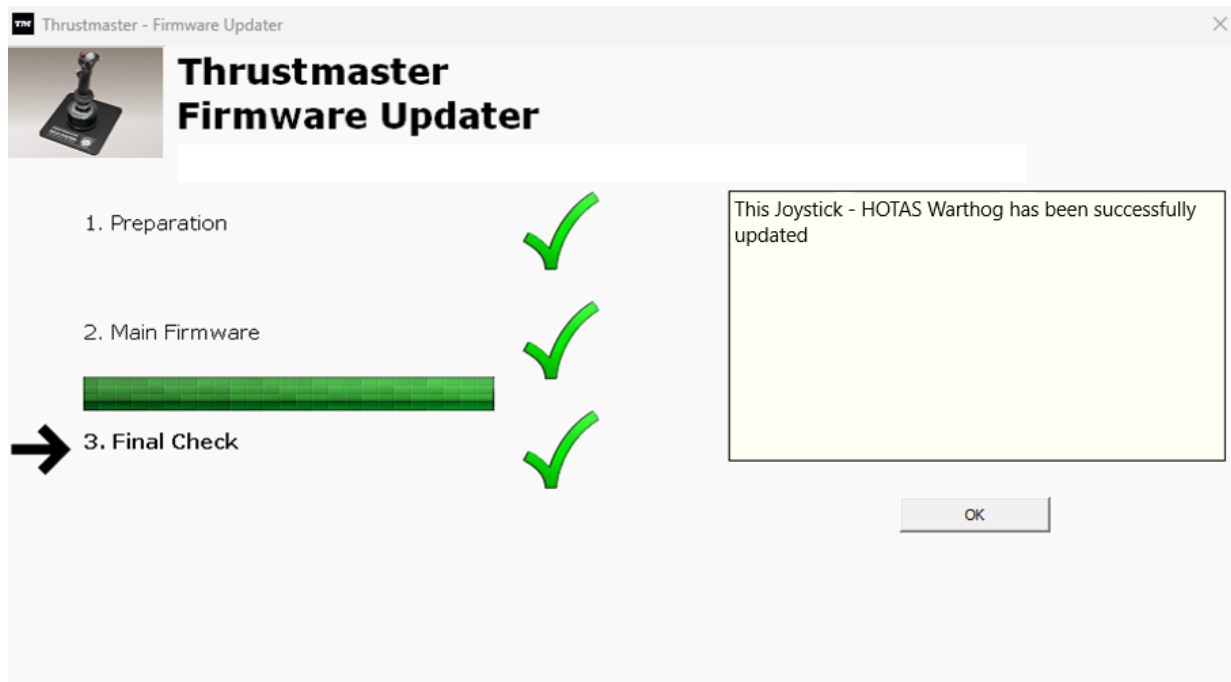 TM Thrustmaster - Firmware Updater
Thrustmaster
Firmware Updater
1. Preparation
2. Main Firmware
3. Final Check
This Joystick - HOTAS Warthog has been successfully
updated
OK